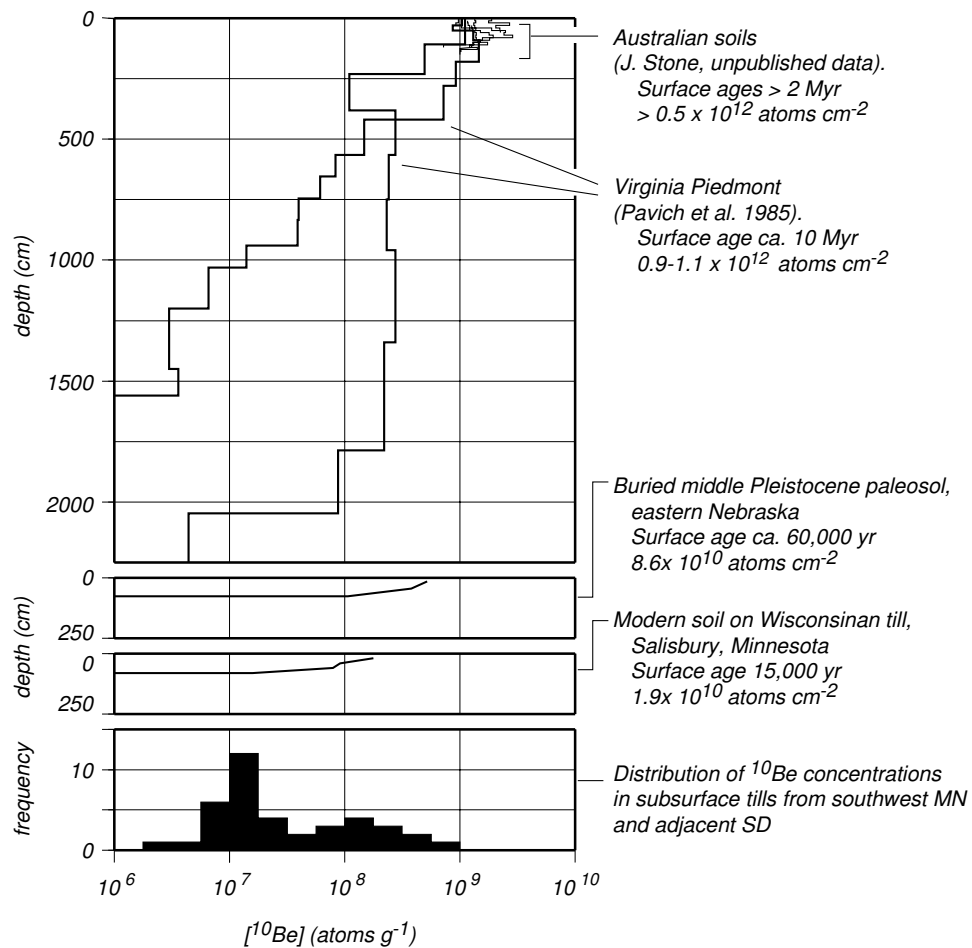 0
500
1000
1500
2000
depth (cm)
Australian soils
(J. Stone, unpublished data).
Surface ages > 2 Myr
> 0.5 x 10^12 atoms cm^-2
Virginia Piedmont
(Pavich et al. 1985).
Surface age ca. 10 Myr
0.9-1.1 x 10^12 atoms cm^-2
0
250
depth (cm)
Buried middle Pleistocene paleosol,
eastern Nebraska
Surface age ca. 60,000 yr
8.6x 10^10 atoms cm^-2
0
250
Modern soil on Wisconsinan till,
Salisbury, Minnesota
Surface age 15,000 yr
1.9x 10^10 atoms cm^-2
10
0
frequency
Distribution of ^10Be concentrations
in subsurface tills from southwest MN
and adjacent SD
10^6 10^7 10^8 10^9 10^10
[^10Be] (atoms g^-1)